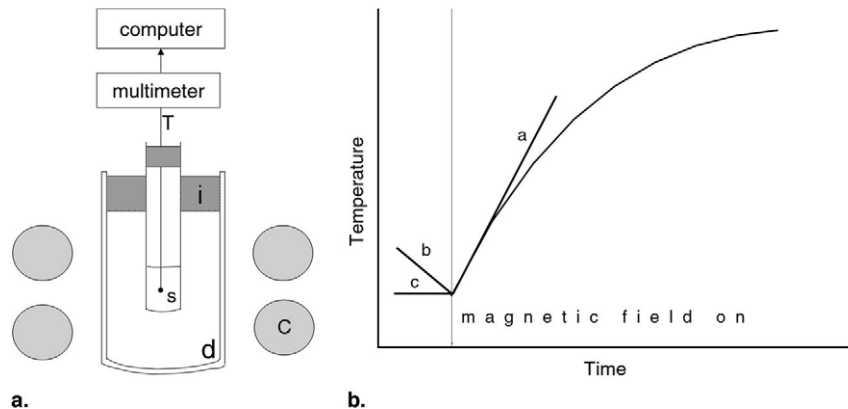 computer
multimeter
T
i
s
C
d
a.
Temperature
a
b
c
magnetic field on
Time
b.